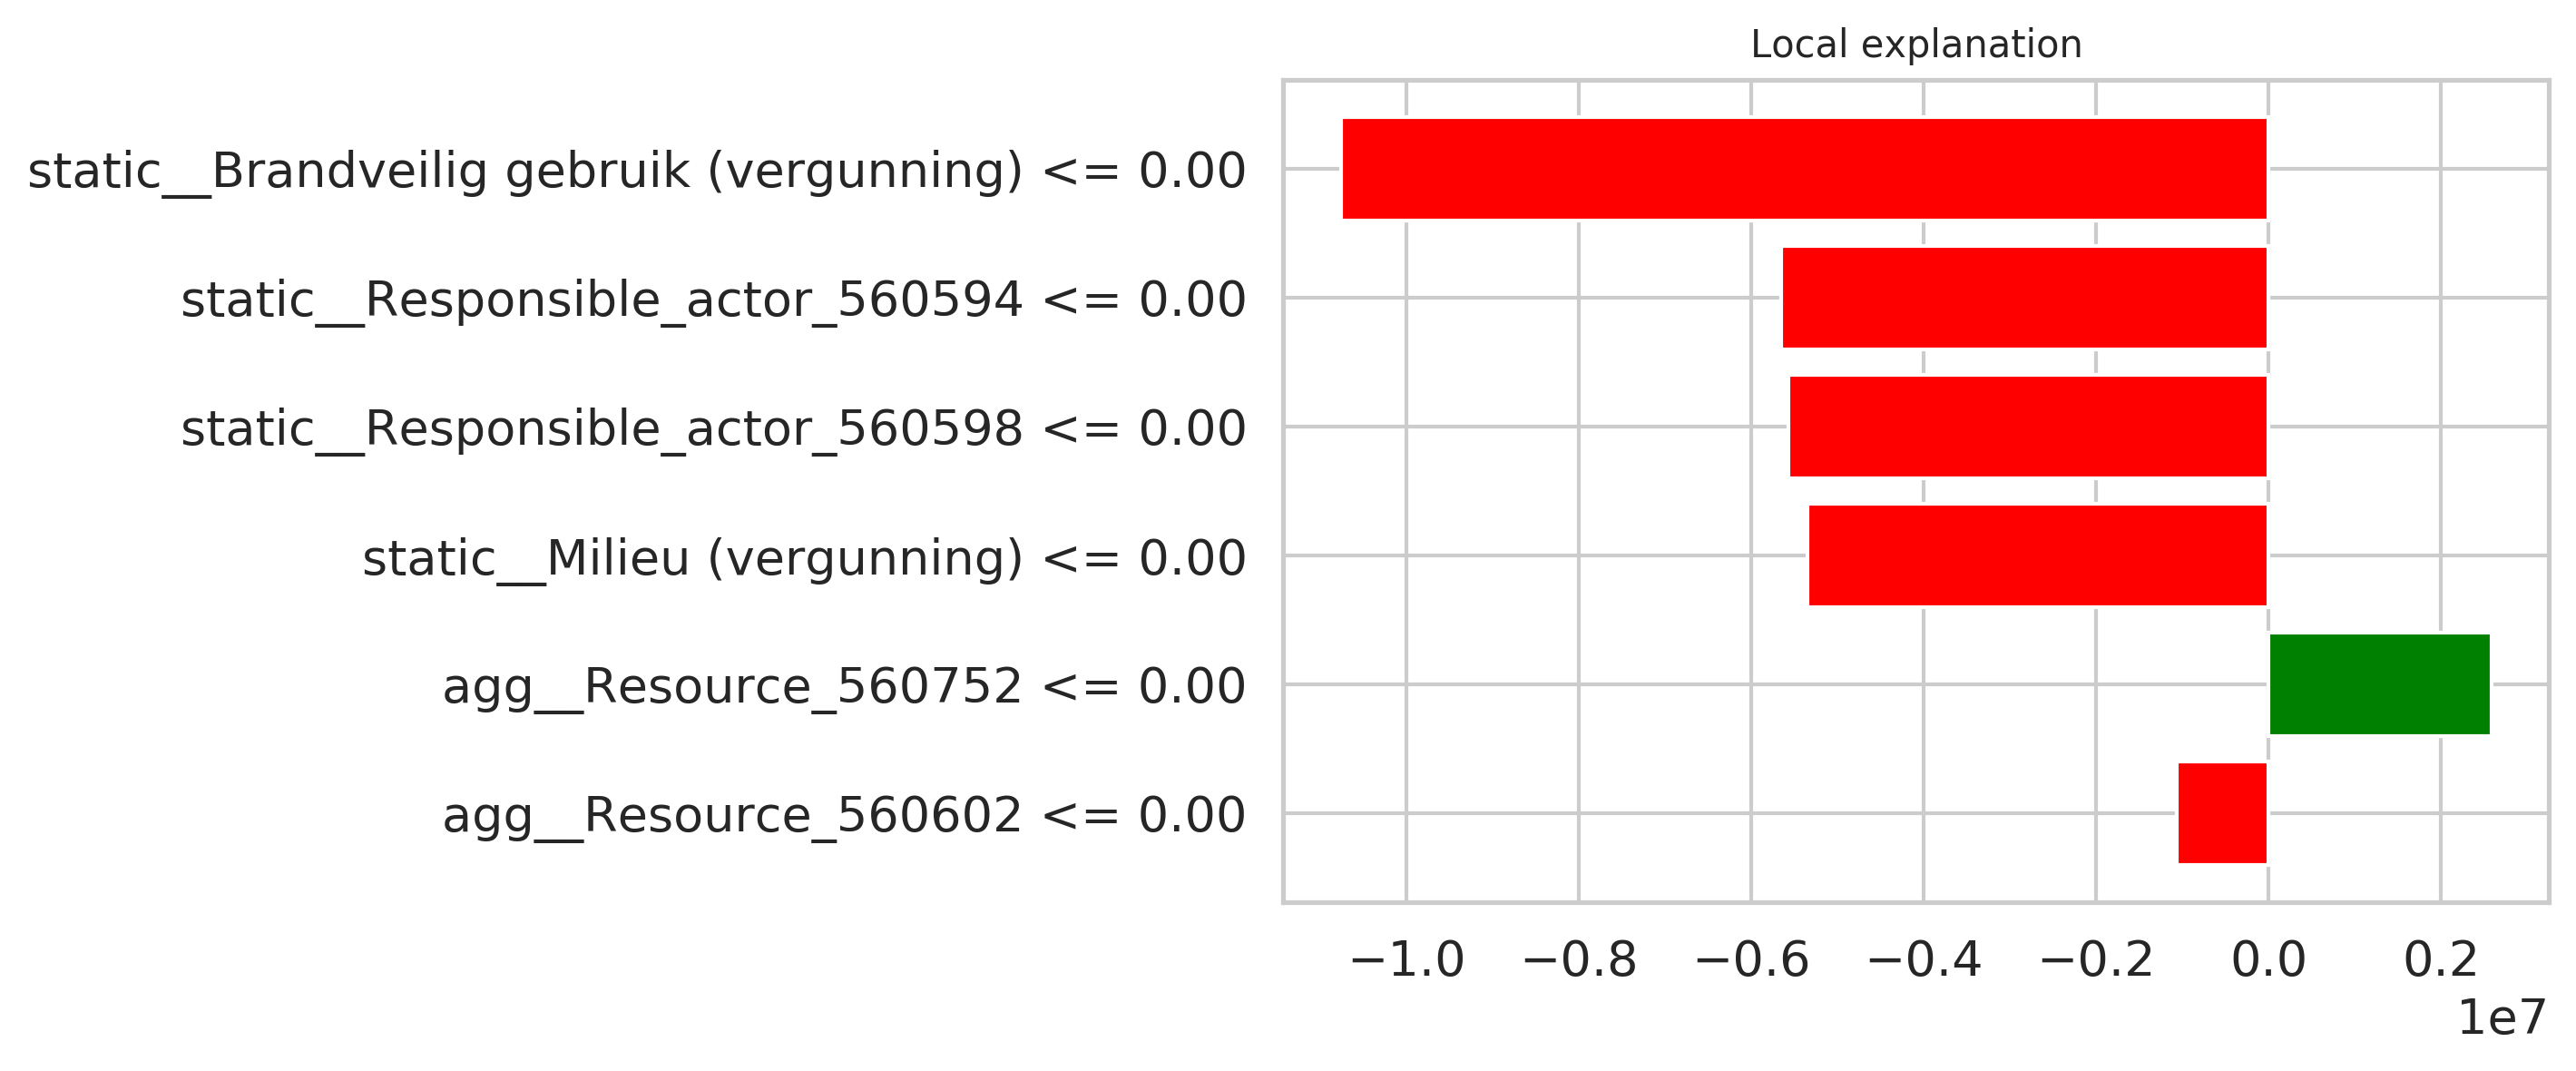 Local explanation
static__Brandveilig gebruik (vergunning) <= 0.00
static__Responsible_actor_560594 <= 0.00
static__Responsible_actor_560598 <= 0.00
static__Milieu (vergunning) <= 0.00
agg__Resource_560752 <= 0.00
agg__Resource_560602 <= 0.00
−1.0 −0.8 −0.6 −0.4 −0.2 0.0 0.2
1e7